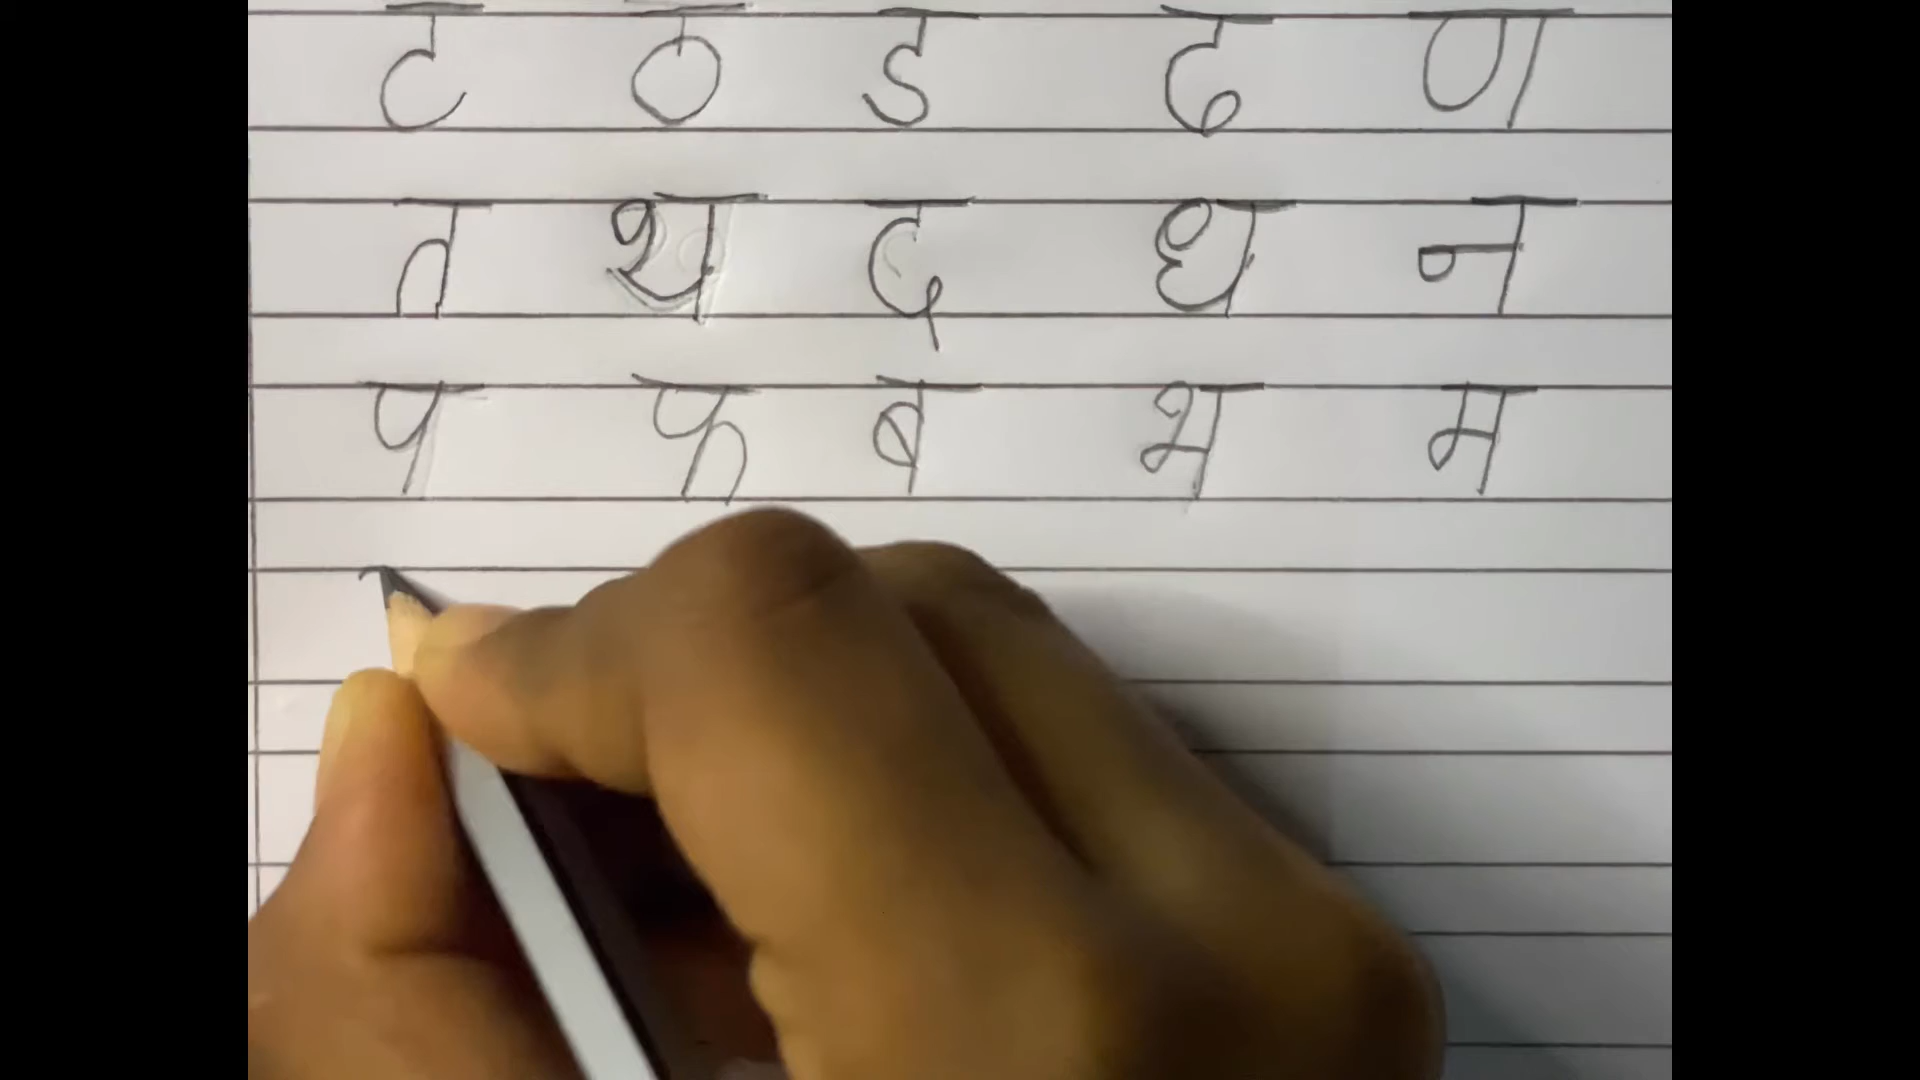 ट ठ ड ढ ण
त थ द ध न
प फ ब भ म